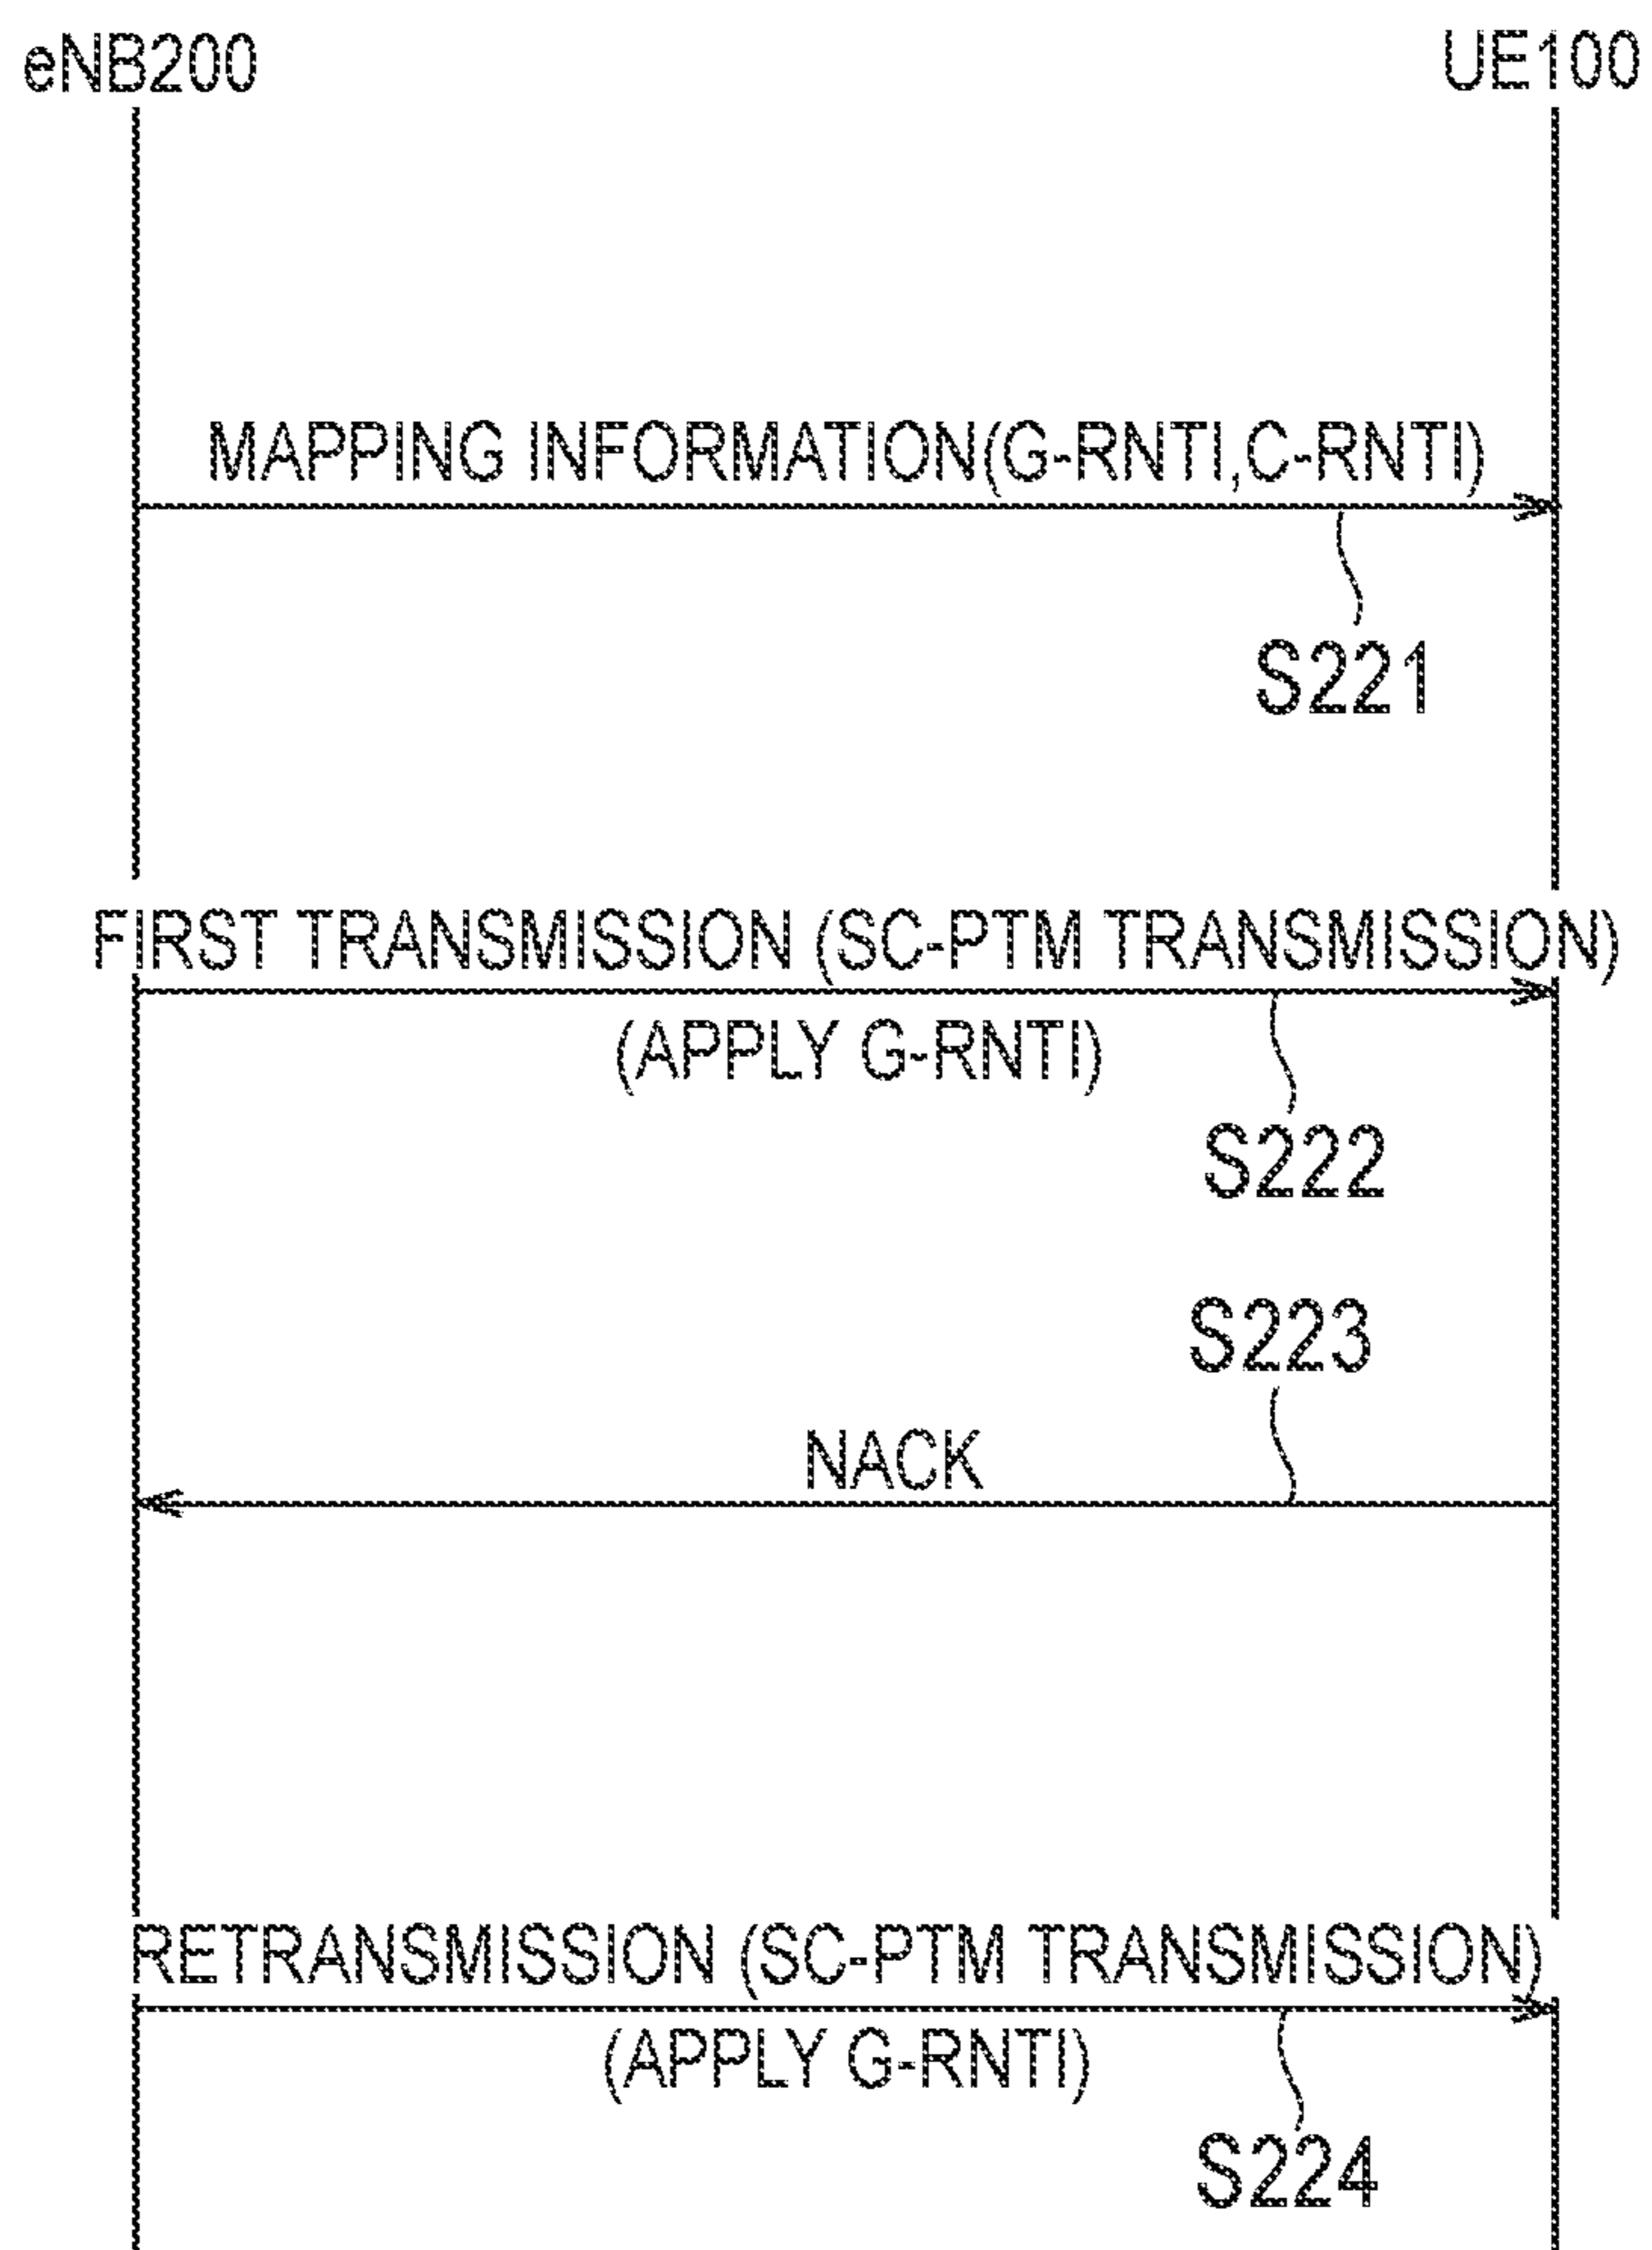 eNB200
UE100
MAPPING INFORMATION(G-RNTI,C-RNTI)
S221
FIRST TRANSMISSION (SC-PTM TRANSMISSION)
(APPLY G-RNTI)
S222
S223
NACK
RETRANSMISSION (SC-PTM TRANSMISSION)
(APPLY G-RNTI)
S224